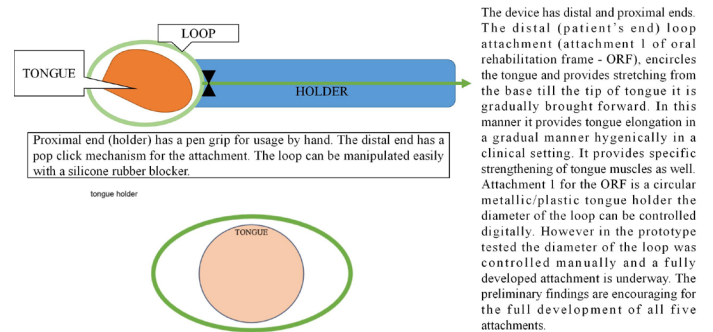 LOOP
TONGUE
HOLDER
Proximal end (holder) has a pen grip for usage by hand. The distal end has a
pop click mechanism for the attachment. The loop can be manipulated easily
with a silicone rubber blocker.
tongue holder
TONGUE
The device has distal and proximal ends.
The distal (patient's end) loop
attachment (attachment 1 of oral
rehabilitation frame - ORF), encircles
the tongue and provides stretching from
the base till the tip of tongue it is
gradually brought forward. In this
manner it provides tongue elongation in
a gradual manner hygenically in a
clinical setting. It provides specific
strengthening of tongue muscles as well.
Attachment 1 for the ORF is a circular
metallic/plastic tongue holder the
diameter of the loop can be controlled
digitally. However in the prototype
tested the diameter of the loop was
controlled manually and a fully
developed attachment is underway. The
preliminary findings are encouraging for
the full development of all five
attachments.